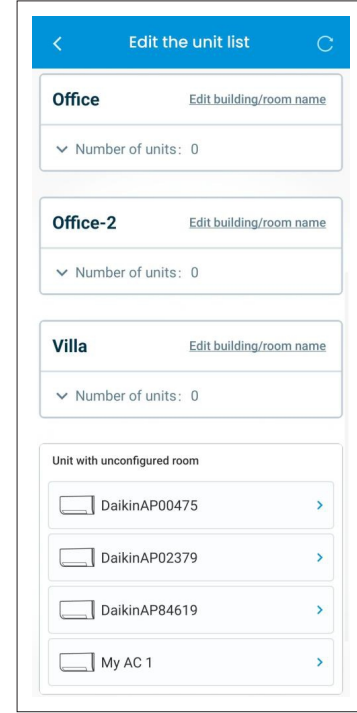 Edit the unit list
Office Edit building/room name
Number of units: 0
Office-2 Edit building/room name
Number of units: 0
Villa Edit building/room name
Number of units: 0
Unit with unconfigured room
DaikinAP00475
DaikinAP02379
DaikinAP84619
My AC 1